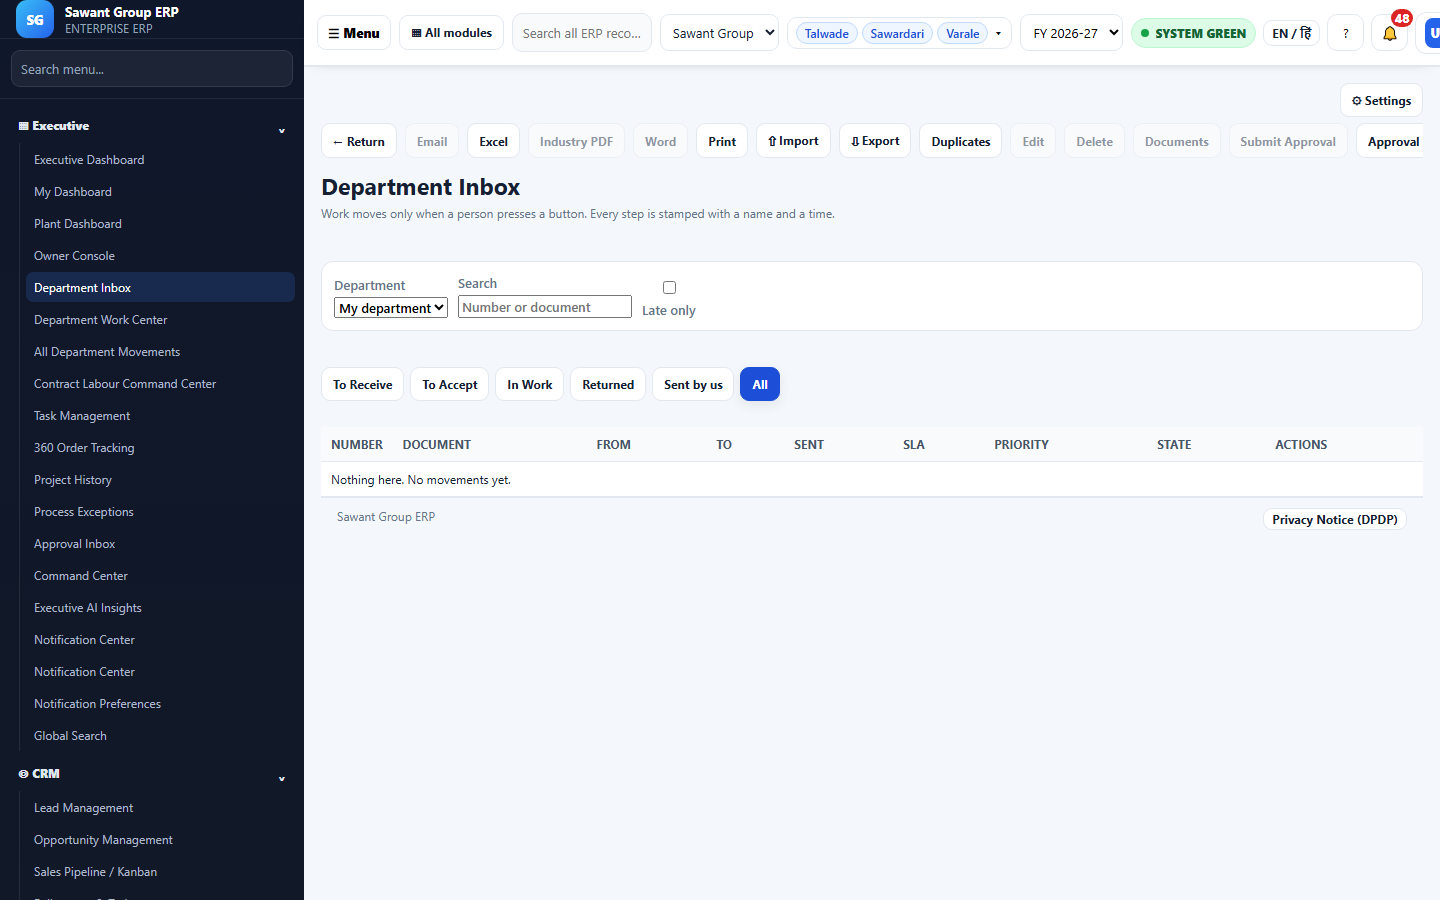 SG
Sawant Group ERP
ENTERPRISE ERP
☰ Menu
All modules
Search all ERP reco...
Sawant Group
Talwade
Sawardari
Varale
FY 2026-27
SYSTEM GREEN
EN / हिं
?
48
U
Search menu...
Executive
Executive Dashboard
My Dashboard
Plant Dashboard
Owner Console
Department Inbox
Department Work Center
All Department Movements
Contract Labour Command Center
Task Management
360 Order Tracking
Project History
Process Exceptions
Approval Inbox
Command Center
Executive AI Insights
Notification Center
Notification Center
Notification Preferences
Global Search
CRM
Lead Management
Opportunity Management
Sales Pipeline / Kanban
⚙ Settings
← Return
Email
Excel
Industry PDF
Word
Print
⇧ Import
⇩ Export
Duplicates
Edit
Delete
Documents
Submit Approval
Approval
Department Inbox
Work moves only when a person presses a button. Every step is stamped with a name and a time.
Department
My department
Search
Number or document
Late only
To Receive
To Accept
In Work
Returned
Sent by us
All
NUMBER DOCUMENT FROM TO SENT SLA PRIORITY STATE ACTIONS
Nothing here. No movements yet.
Sawant Group ERP
Privacy Notice (DPDP)